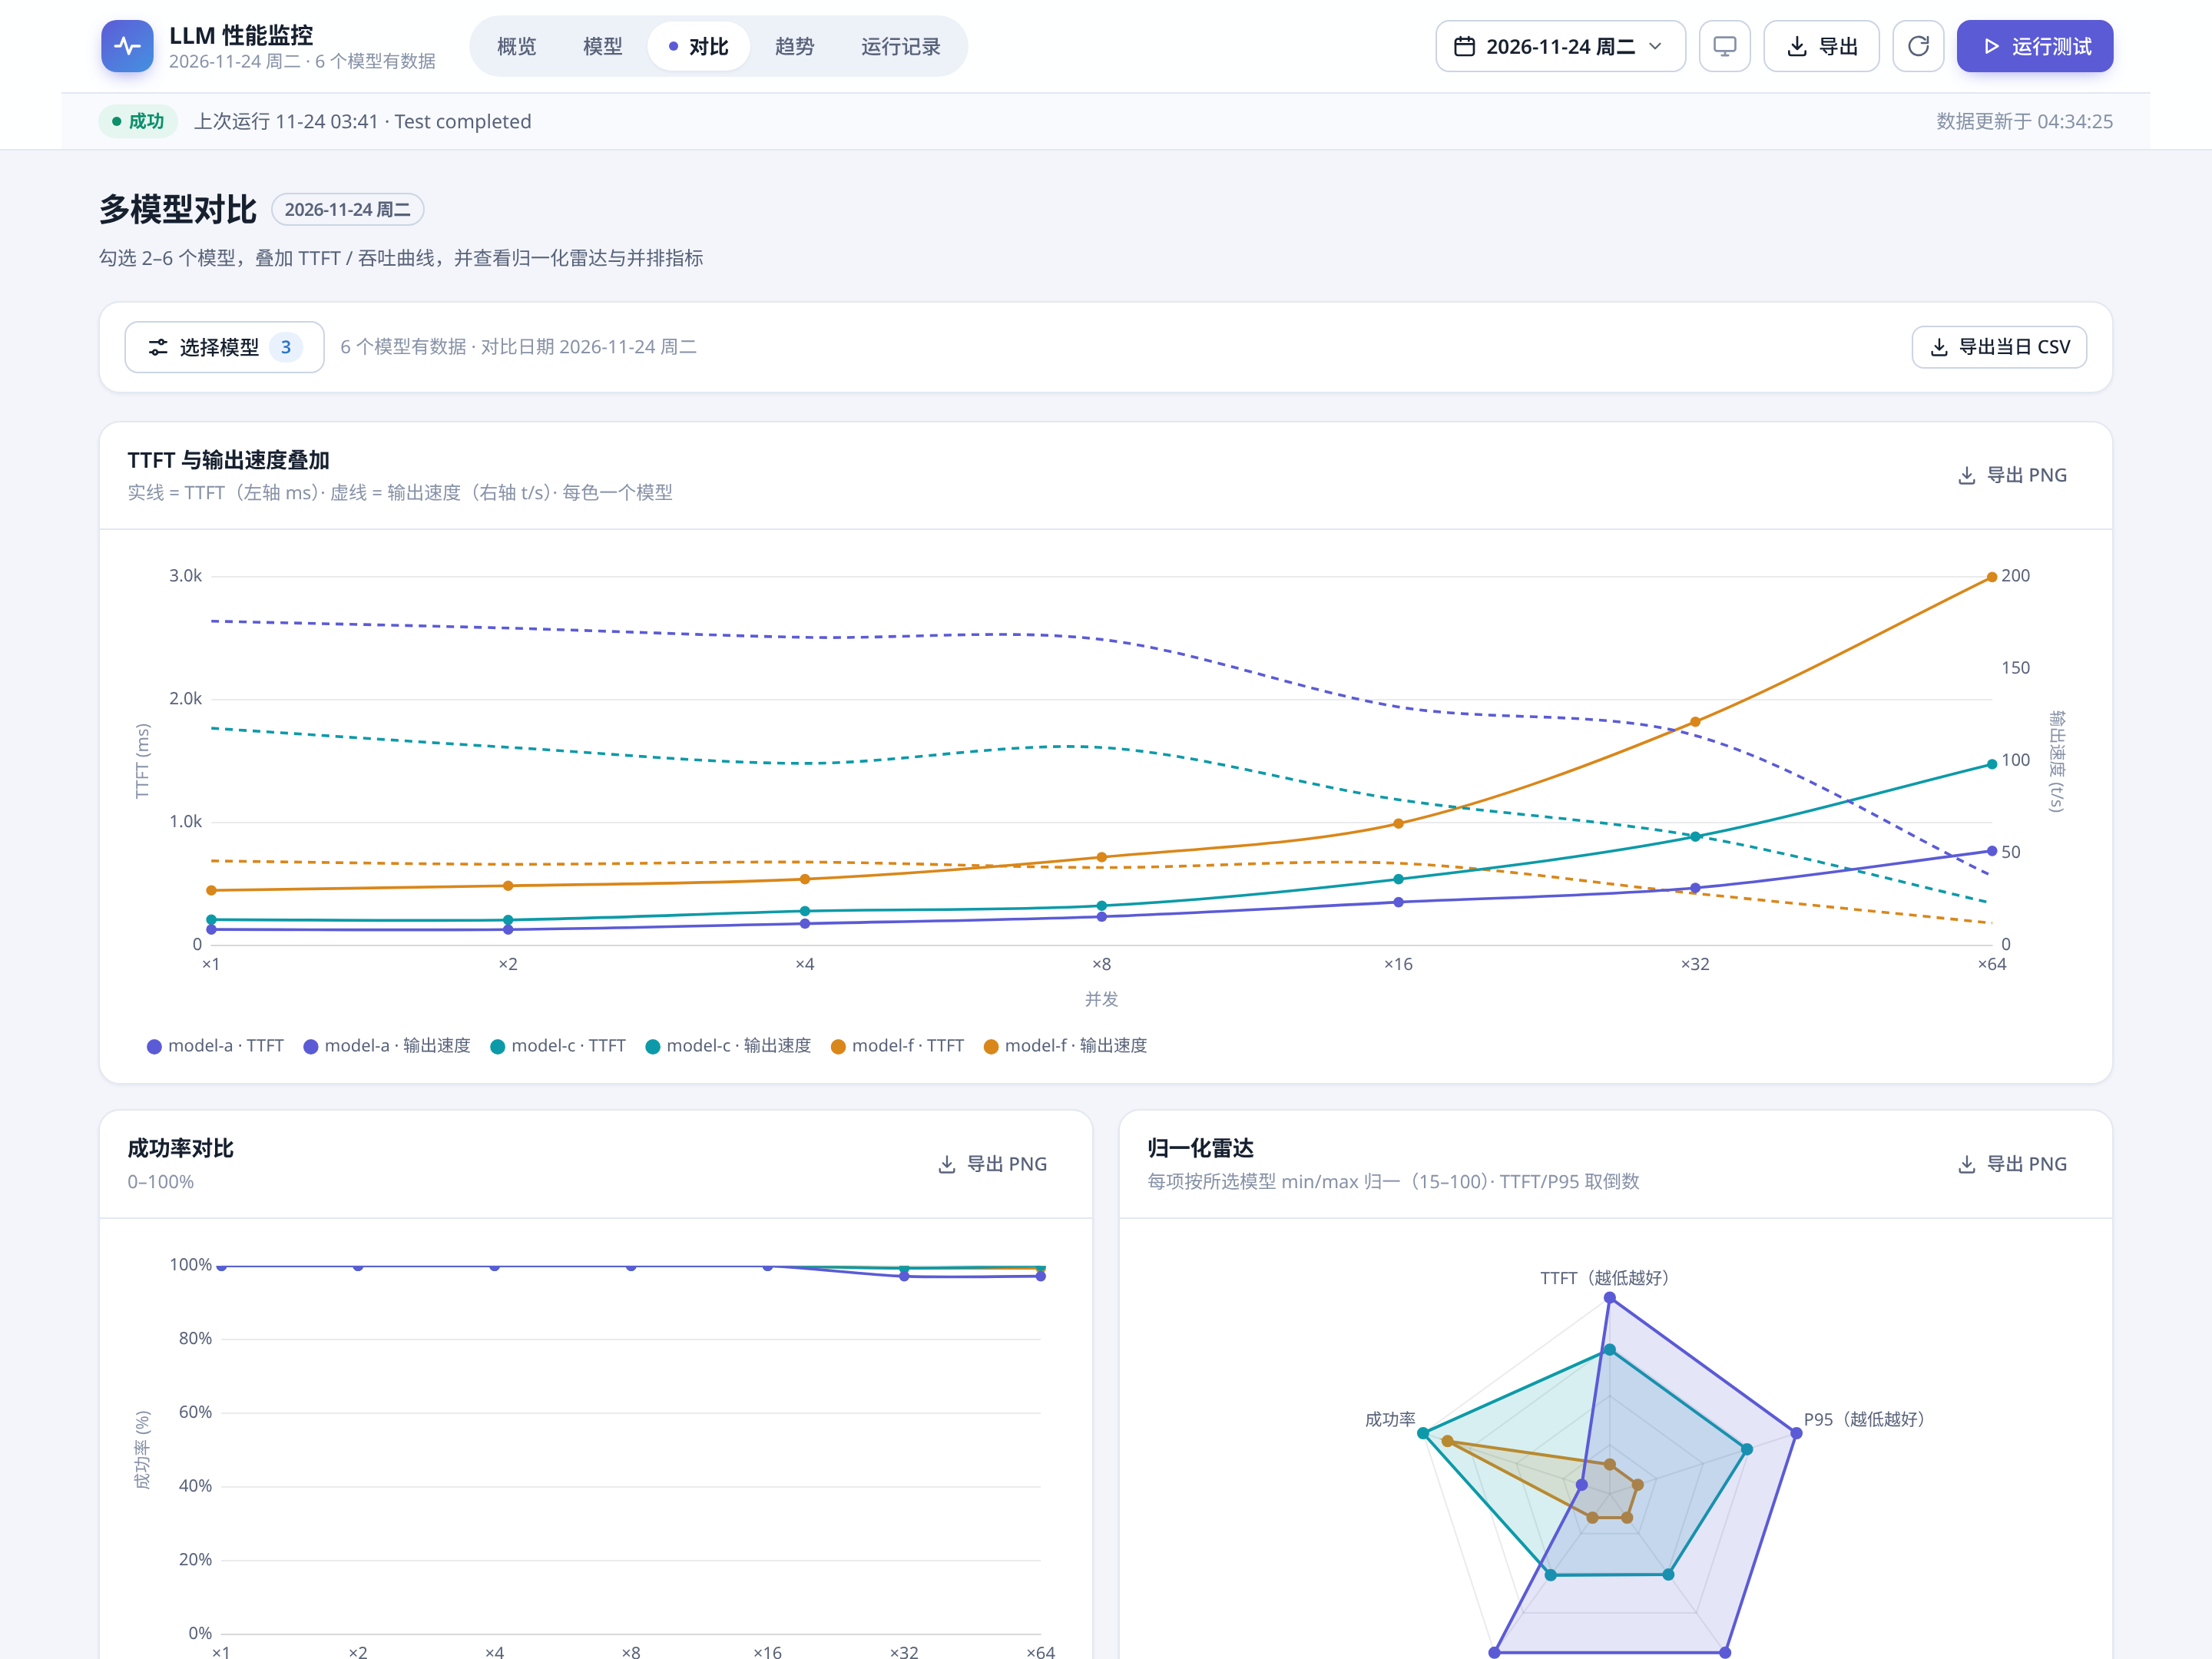 LLM 性能监控
2026-11-24 周二 · 6 个模型有数据
概览
模型
对比
趋势
运行记录
2026-11-24 周二
导出
运行测试
成功
上次运行 11-24 03:41 · Test completed
数据更新于 04:34:25
多模型对比
2026-11-24 周二
勾选 2–6 个模型，叠加 TTFT / 吞吐曲线，并查看归一化雷达与并排指标
选择模型 3
6 个模型有数据 · 对比日期 2026-11-24 周二
导出当日 CSV
TTFT 与输出速度叠加
实线 = TTFT（左轴 ms）· 虚线 = 输出速度（右轴 t/s）· 每色一个模型
导出 PNG
3.0k
2.0k
1.0k
0
TTFT (ms)
200
150
100
50
0
输出速度 (t/s)
×1
×2
×4
×8
×16
×32
×64
并发
model-a · TTFT
model-a · 输出速度
model-c · TTFT
model-c · 输出速度
model-f · TTFT
model-f · 输出速度
成功率对比
0–100%
导出 PNG
100%
80%
60%
40%
20%
0%
成功率 (%)
×1
×2
×4
×8
×16
×32
×64
归一化雷达
每项按所选模型 min/max 归一（15–100）· TTFT/P95 取倒数
导出 PNG
TTFT（越低越好）
成功率
P95（越低越好）